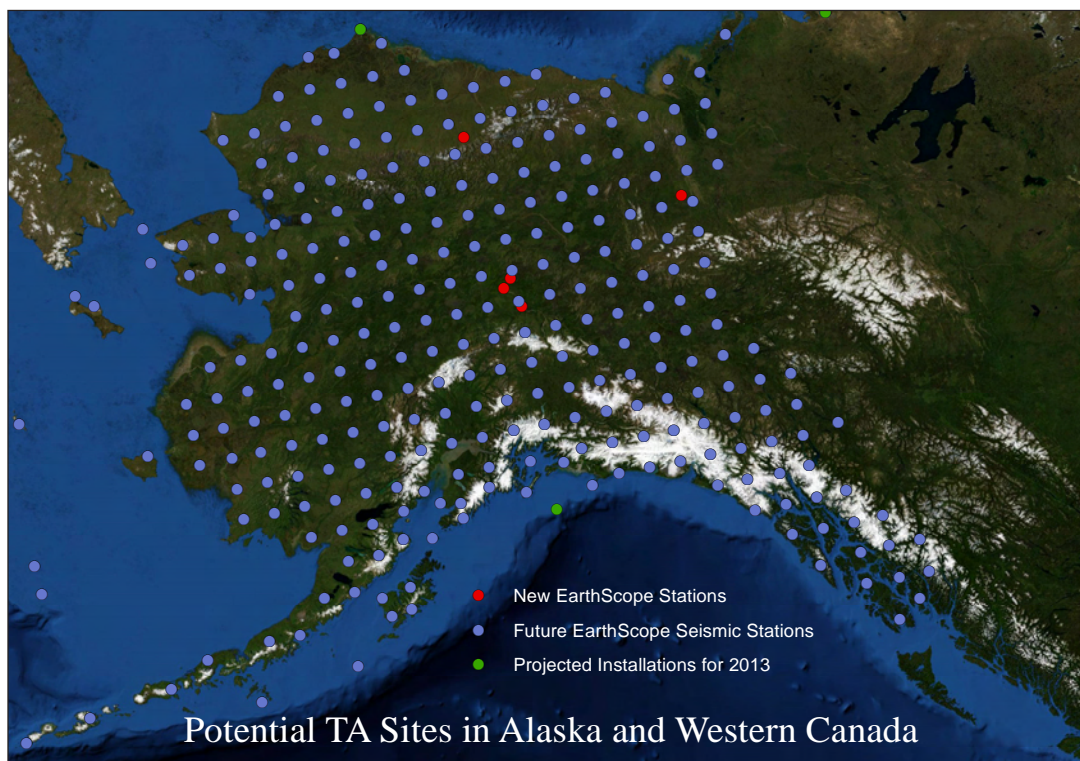 New EarthScope Stations
Future EarthScope Seismic Stations
Projected Installations for 2013
Potential TA Sites in Alaska and Western Canada